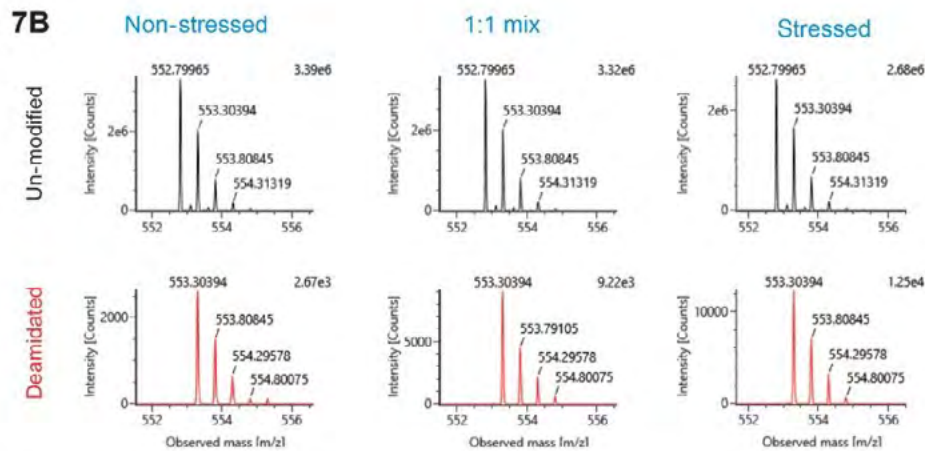 7B
Non-stressed
1:1 mix
Stressed
Un-modified
Intensity [Counts]
552.79965
3.39e6
553.30394
2e6
553.80845
554.31319
0
552
554
556
Intensity [Counts]
552.79965
3.32e6
553.30394
2e6
553.80845
554.31319
0
552
554
556
Intensity [Counts]
552.79965
2.68e6
2e6
553.30394
553.80845
554.31319
0
552
554
556
Deamidated
Intensity [Counts]
553.30394
2.67e3
2000
553.80845
554.29578
554.80075
0
552
554
556
Observed mass [m/z]
Intensity [Counts]
553.30394
9.22e3
553.79105
5000
554.29578
554.80075
0
552
554
556
Observed mass [m/z]
Intensity [Counts]
553.30394
1.25e4
10000
553.80845
554.29578
554.80075
0
552
554
556
Observed mass [m/z]